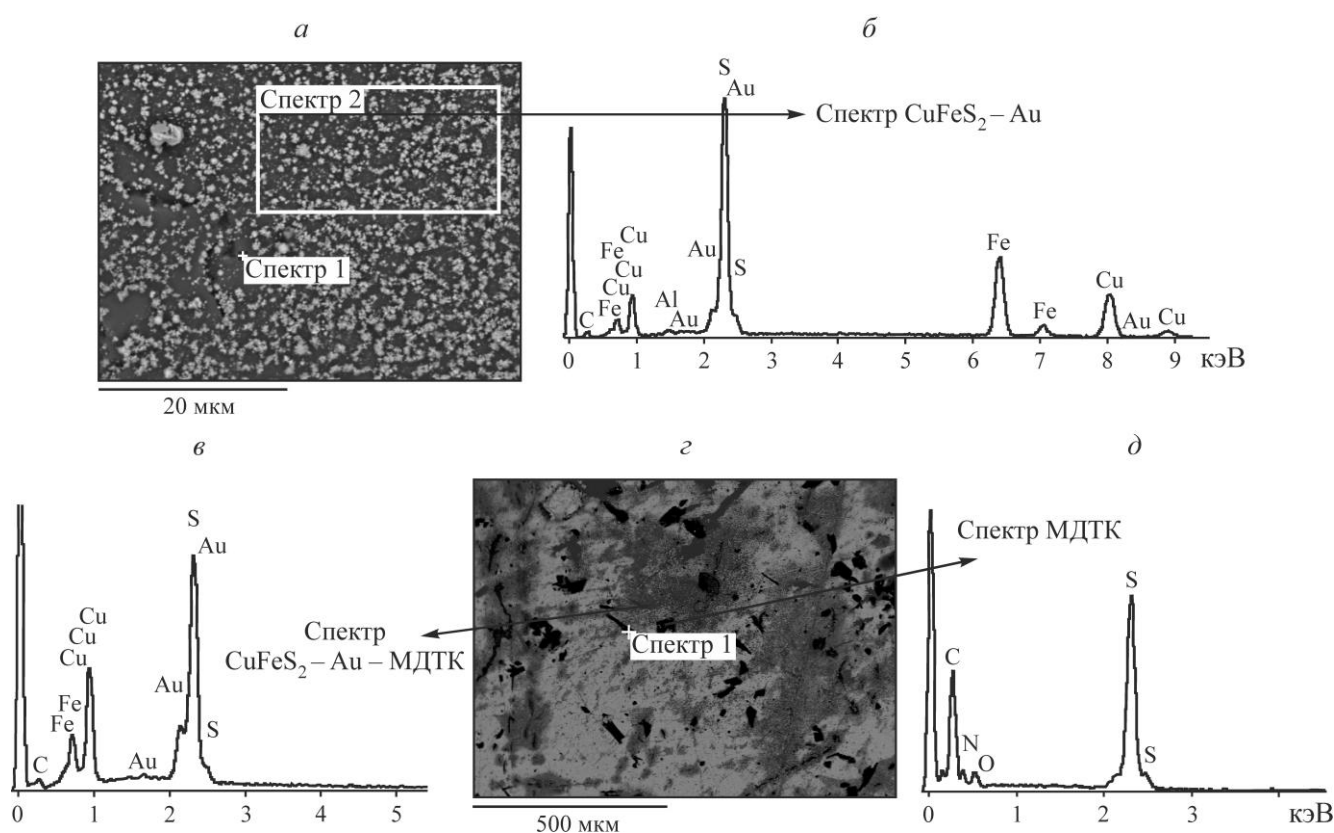 а
б
Спектр 2
Спектр 1
20 мкм
Спектр CuFeS₂ – Au
S
Au
Cu
Fe
Cu
Cu
Fe
C
Al
Au
Au
S
Fe
Fe
Cu
Au
Cu
0 1 2 3 4 5 6 7 8 9 кэВ
в
г
д
S
Au
Cu
Cu
Cu
Fe
Fe
C
Au
Au
S
0 1 2 3 4 5
Спектр
CuFeS₂ – Au – МДТК
Спектр 1
500 мкм
Спектр МДТК
S
C
N
O
S
0 1 2 3 кэВ